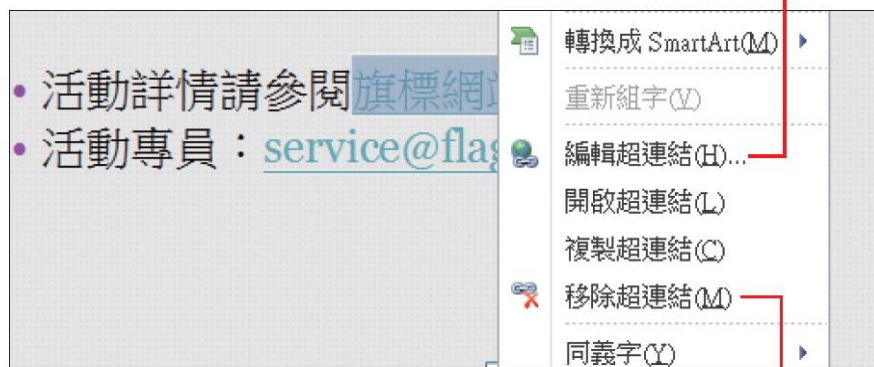 • 活動詳情請參閱旗標網
• 活動專員：service@flag
轉換成 SmartArt(M)
重新組字(V)
編輯超連結(H)...
開啟超連結(L)
複製超連結(C)
移除超連結(M)
同義字(Y)